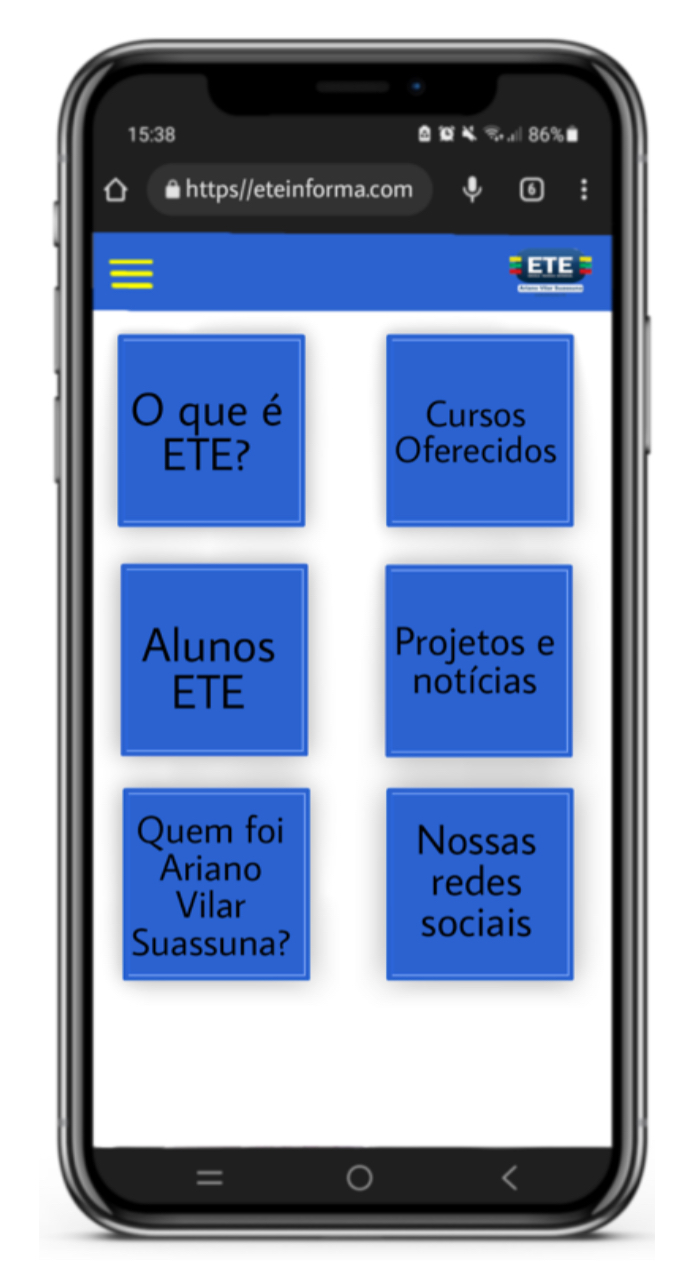 15:38
86%
https//eteinforma.com
6
ETE
Ariano Vilar Suassuna
O que é
ETE?
Cursos
Oferecidos
Alunos
ETE
Projetos e
notícias
Quem foi
Ariano
Vilar
Suassuna?
Nossas
redes
sociais